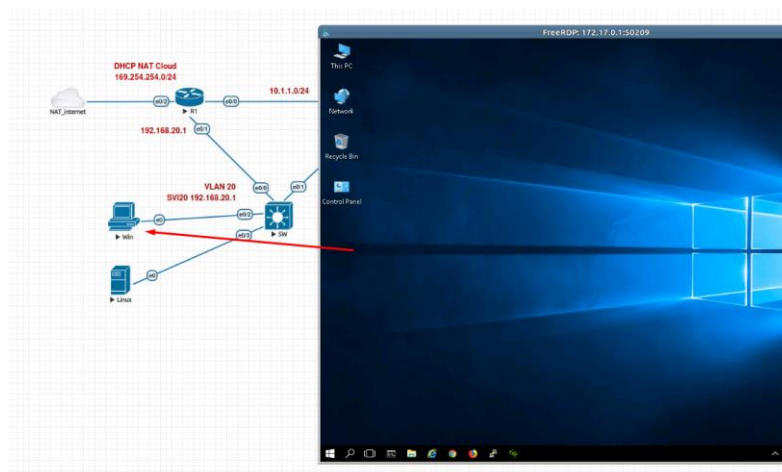 FreeRDP: 172.17.0.1:50209
This PC
Network
Recycle Bin
Control Panel
DHCP NAT Cloud
169.254.254.0/24
NAT_internet
e0/2
R1
e0/0
10.1.1.0/24
192.168.20.1
e0/1
VLAN 20
SVI20 192.168.20.1
e0/0
e0/1
e0
e0/2
Win
SW
e0/3
e0
Linux